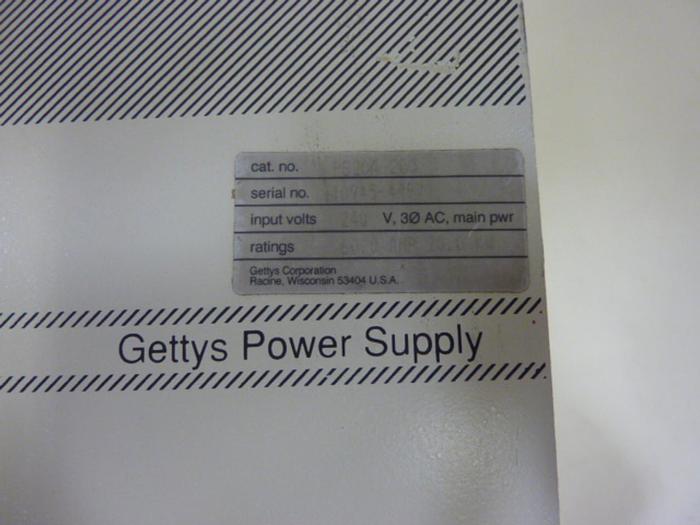 cat. no.
serial no.
input volts 240 V, 3Ø AC, main pwr
ratings
Gettys Corporation
Racine, Wisconsin 53404 U.S.A.
Gettys Power Supply